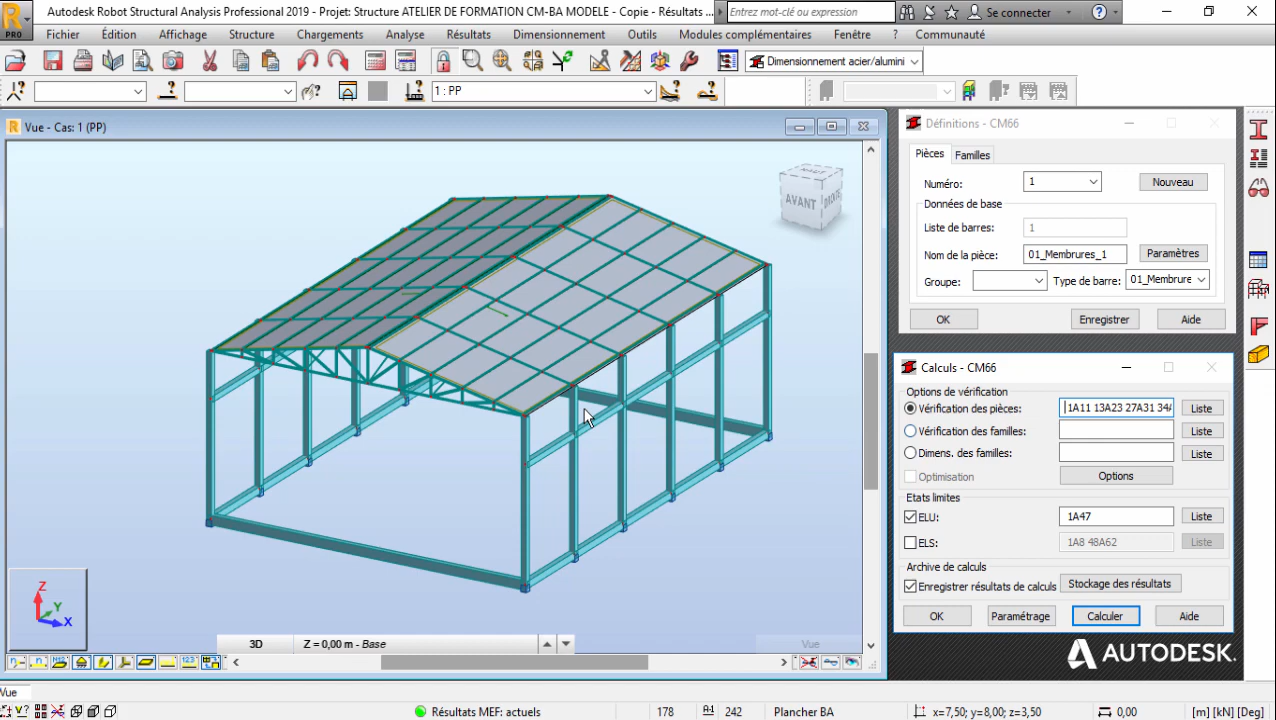 Autodesk Robot Structural Analysis Professional 2019 - Projet: Structure ATELIER DE FORMATION CM-BA MODELE - Copie - Résultats ...
Entrez mot-clé ou expression
Se connecter
PRO
Fichier Édition Affichage Structure Chargements Analyse Résultats Dimensionnement Outils Modules complémentaires Fenêtre ? Communauté
Dimensionnement acier/alumini
1 : PP
Vue - Cas: 1 (PP)
HAUT
AVANT
DROITE
Définitions - CM66
Pièces Familles
Numéro: 1 Nouveau
Données de base
Liste de barres: 1
Nom de la pièce: 01_Membrures_1 Paramètres
Groupe: Type de barre: 01_Membrure
OK Enregistrer Aide
Calculs - CM66
Options de vérification
Vérification des pièces: 1A11 13A23 27A31 34A Liste
Vérification des familles: Liste
Dimens. des familles: Liste
Optimisation Options
Etats limites
ELU: 1A47 Liste
ELS: 1A8 48A62 Liste
Archive de calculs
Enregistrer résultats de calculs Stockage des résultats
OK Paramétrage Calculer Aide
AUTODESK.
Z
Y
X
3D Z = 0,00 m - Base Vue
Vue
Résultats MEF: actuels 178 242 Plancher BA x=7,50; y=8,00; z=3,50 0,00 [m] [kN] [Deg]